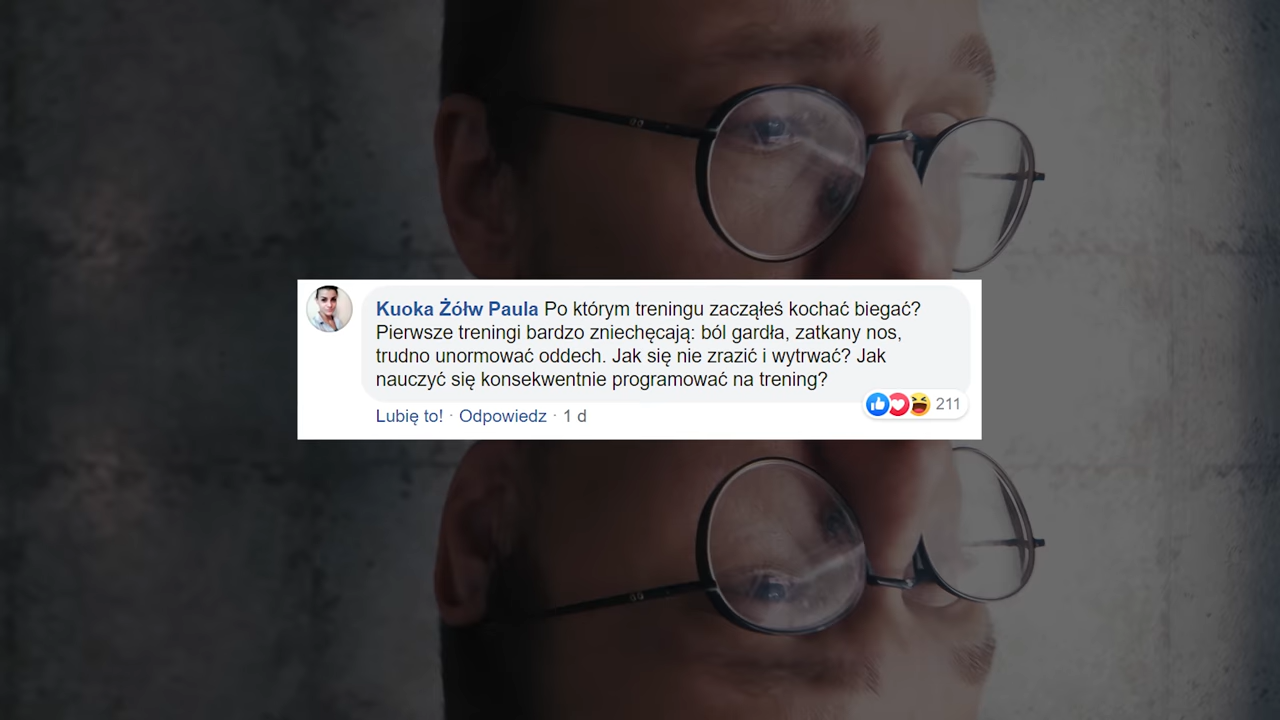 Kuoka Żółw Paula Po którym treningu zacząłeś kochać biegać?
Pierwsze treningi bardzo zniechęcają: ból gardła, zatkany nos,
trudno unormować oddech. Jak się nie zrazić i wytrwać? Jak
nauczyć się konsekwentnie programować na trening?
Lubię to! · Odpowiedz · 1 d
211